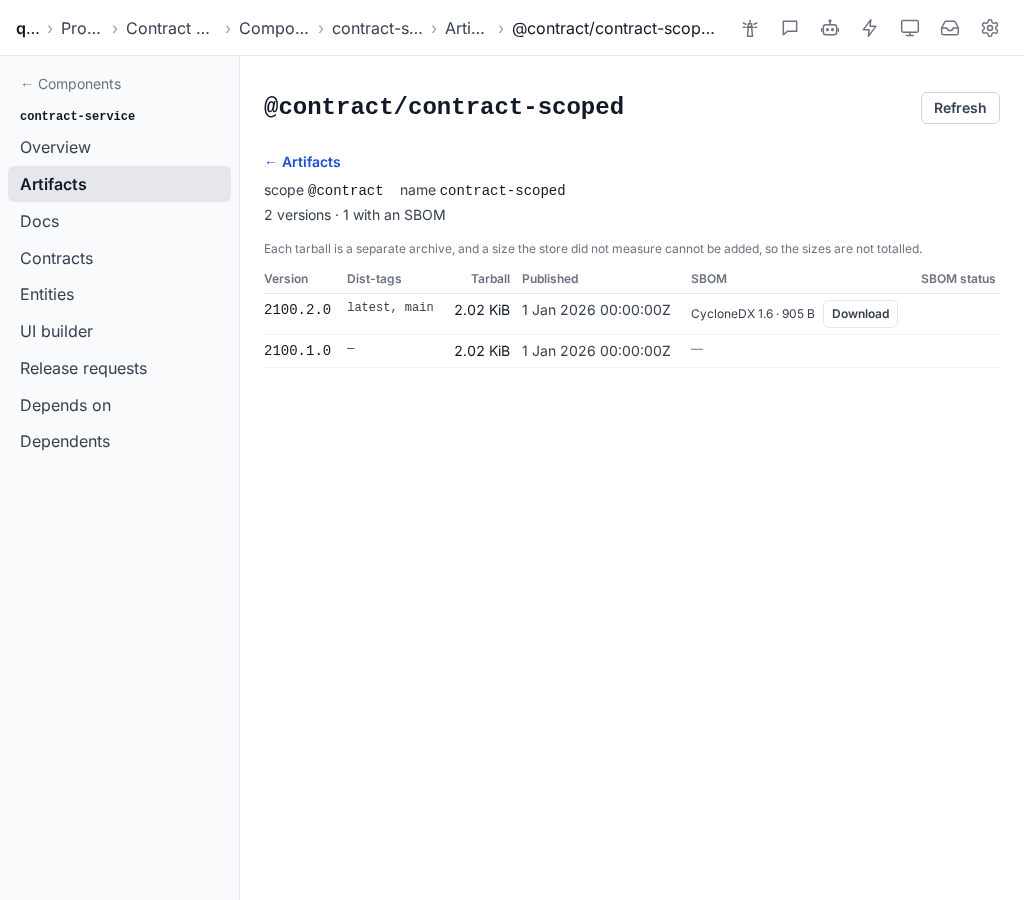 q... › Pro... › Contract ... › Compo... › contract-s... › Arti... › @contract/contract-scop...
← Components
contract-service
Overview
Artifacts
Docs
Contracts
Entities
UI builder
Release requests
Depends on
Dependents
@contract/contract-scoped
Refresh
← Artifacts
scope @contract name contract-scoped
2 versions · 1 with an SBOM
Each tarball is a separate archive, and a size the store did not measure cannot be added, so the sizes are not totalled.
Version Dist-tags Tarball Published SBOM SBOM status
2100.2.0 latest, main 2.02 KiB 1 Jan 2026 00:00:00Z CycloneDX 1.6 · 905 B Download
2100.1.0 — 2.02 KiB 1 Jan 2026 00:00:00Z —